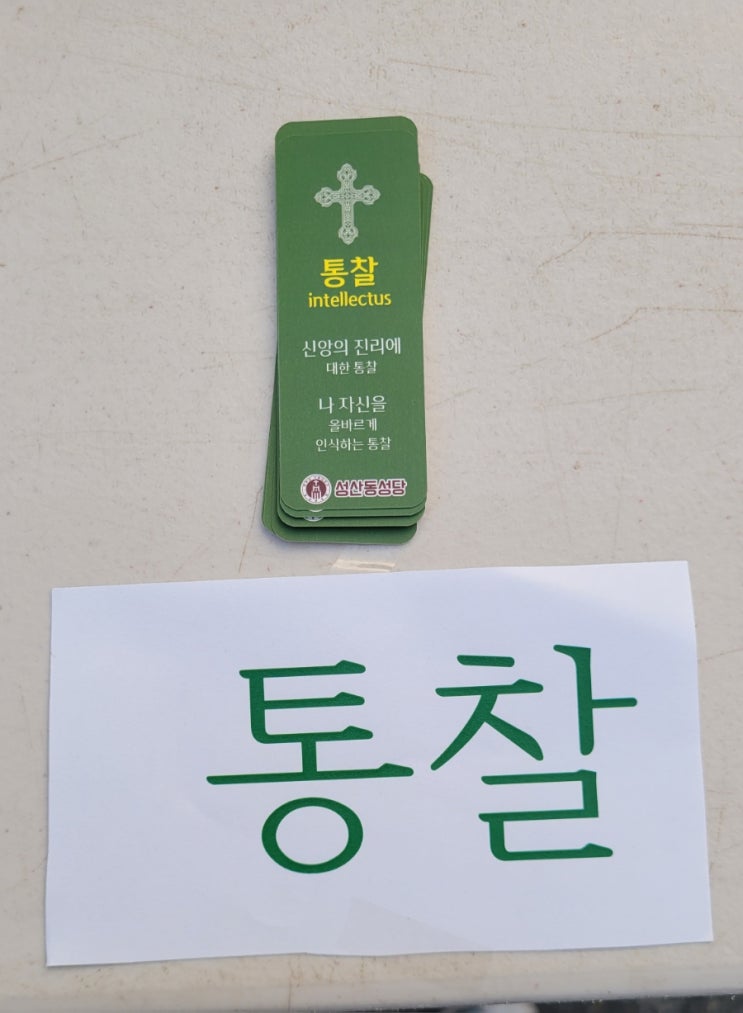 통찰
intellectus
신앙의 진리에
대한 통찰
나 자신을
올바르게
인식하는 통찰
성산동성당
통찰